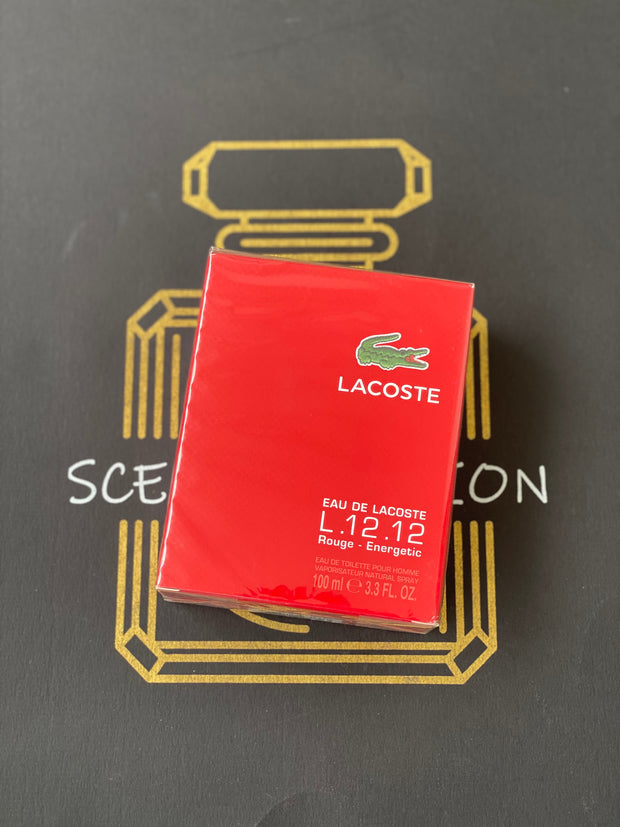 LACOSTE
SCE
ION
EAU DE LACOSTE
L.12.12
Rouge - Energetic
EAU DE TOILETTE POUR HOMME
VAPORISATEUR NATURAL SPRAY
100 ml ℮ 3.3 FL. OZ.